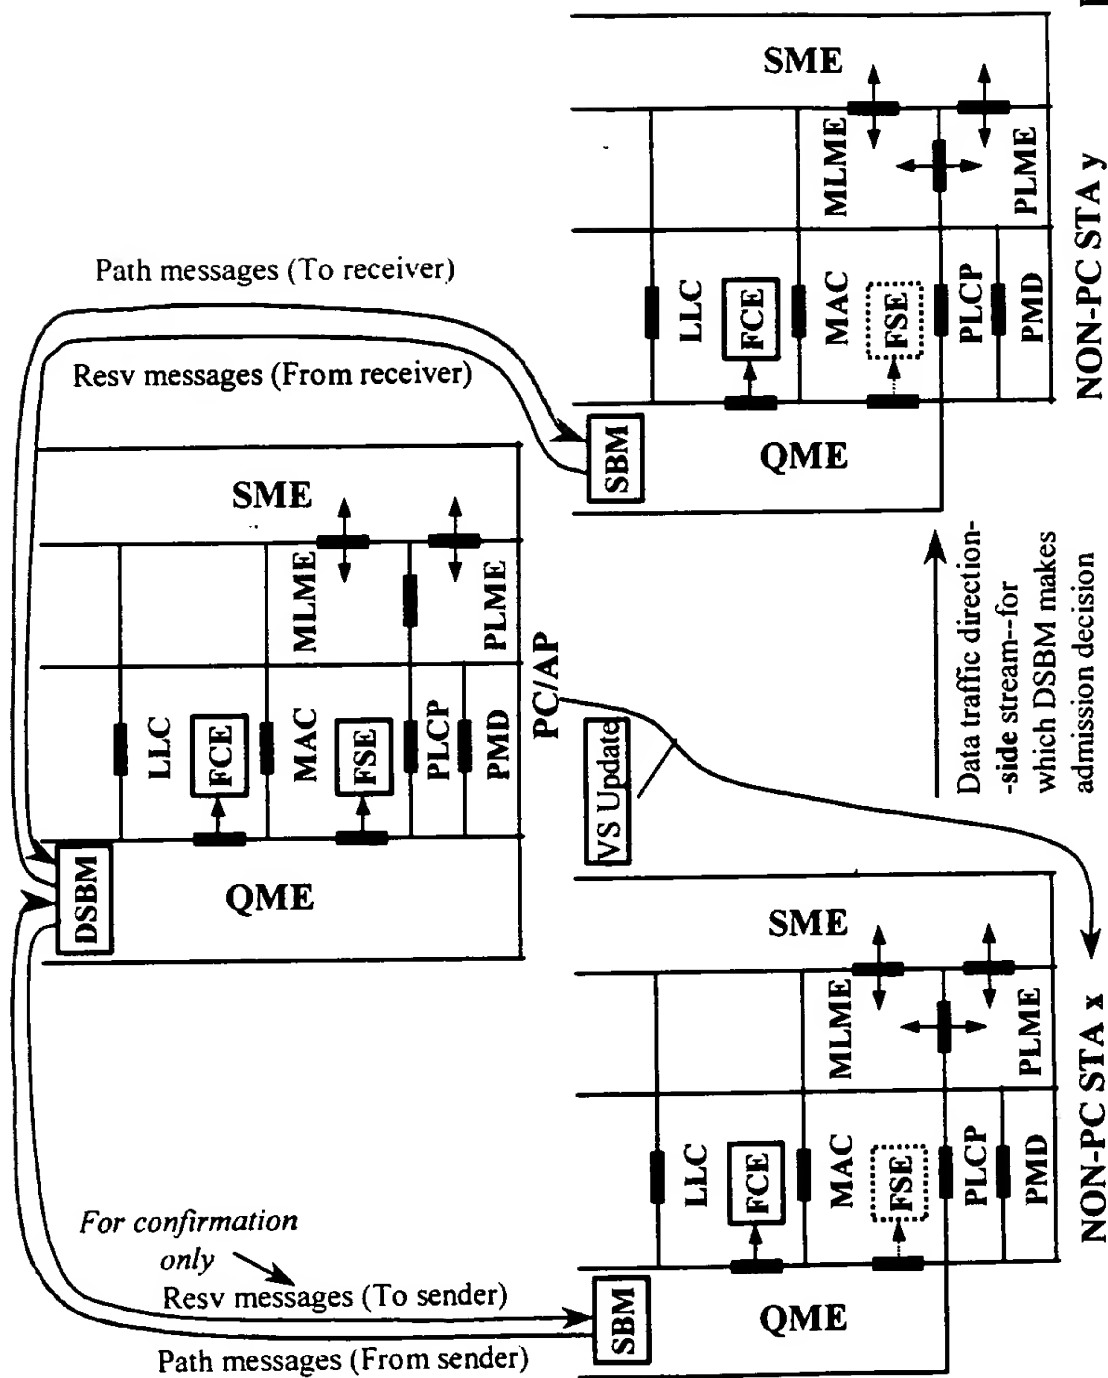 SME
MLME
PLME
LLC
FCE
MAC
FSE
PLCP
PMD
SBM
QME
NON-PC STA y
Path messages (To receiver)
Resv messages (From receiver)
SME
MLME
PLME
LLC
FCE
MAC
FSE
PLCP
PMD
DSBM
QME
PC/AP
VS Update
Data traffic direction-
-side stream--for
which DSBM makes
admission decision
SME
MLME
PLME
LLC
FCE
MAC
FSE
PLCP
PMD
SBM
QME
NON-PC STA x
For confirmation
only
Resv messages (To sender)
Path messages (From sender)